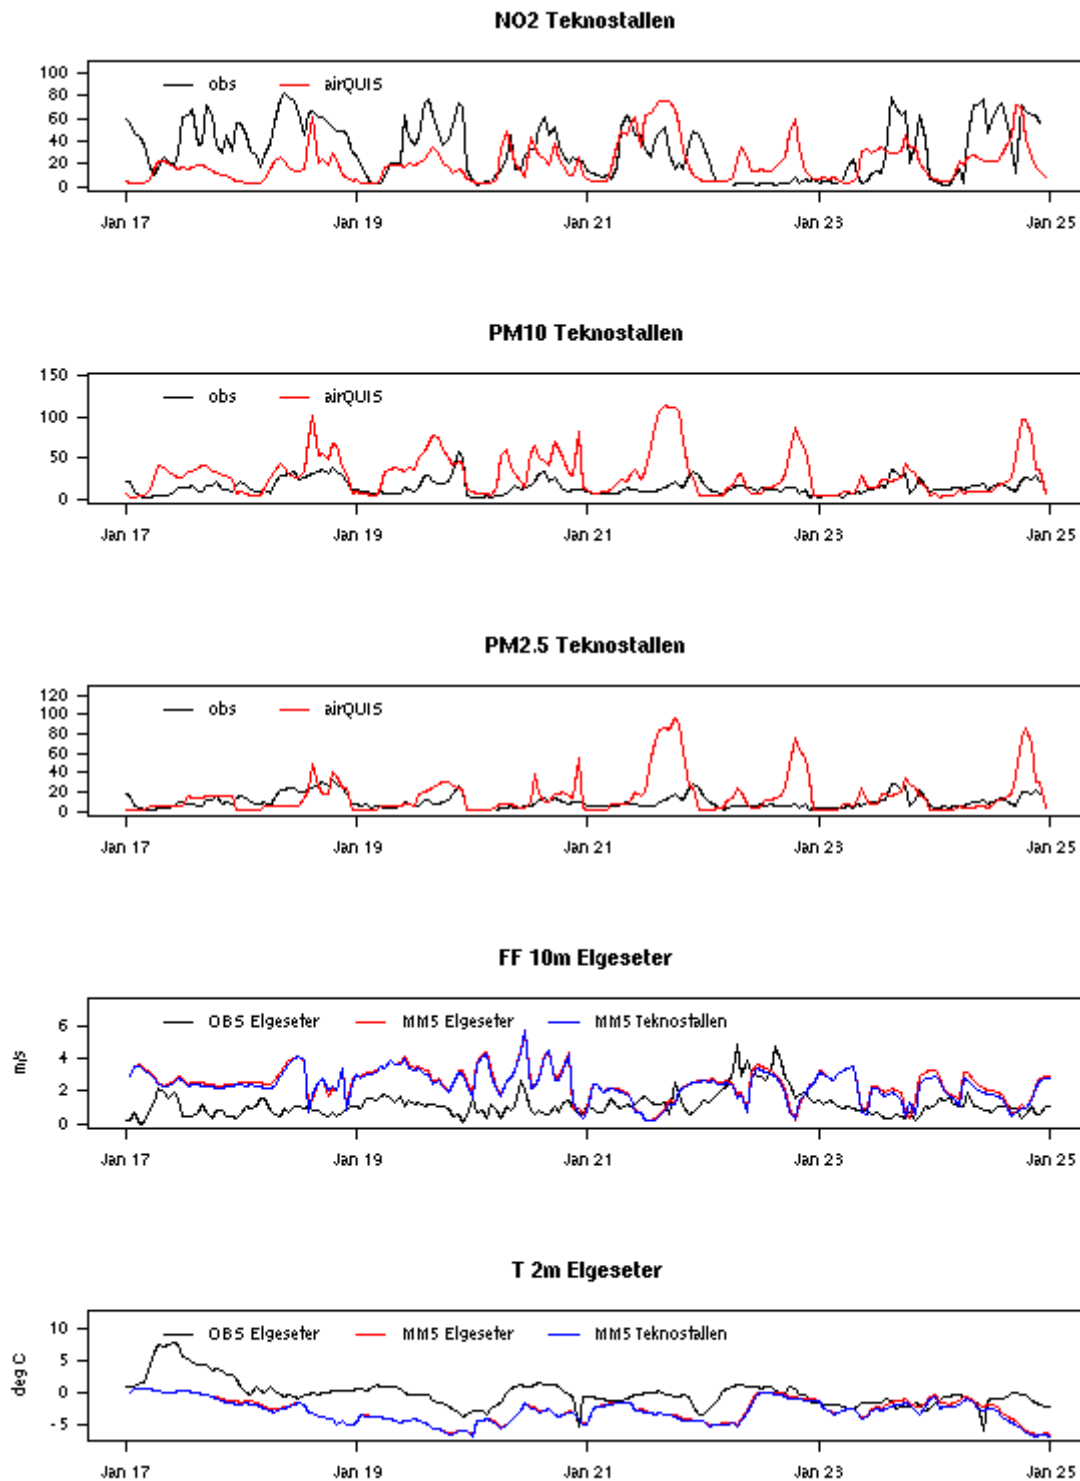 NO2 Teknostallen
100
80
60
40
20
0
obs airQUIS
Jan 17 Jan 19 Jan 21 Jan 23 Jan 25
PM10 Teknostallen
150
100
50
0
obs airQUIS
Jan 17 Jan 19 Jan 21 Jan 23 Jan 25
PM2.5 Teknostallen
120
100
80
60
40
20
0
obs airQUIS
Jan 17 Jan 19 Jan 21 Jan 23 Jan 25
FF 10m Elgeseter
m/s
6
4
2
0
OBS Elgeseter MM5 Elgeseter MM5 Teknostallen
Jan 17 Jan 19 Jan 21 Jan 23 Jan 25
T 2m Elgeseter
deg C
10
5
0
-5
OBS Elgeseter MM5 Elgeseter MM5 Teknostallen
Jan 17 Jan 19 Jan 21 Jan 23 Jan 25